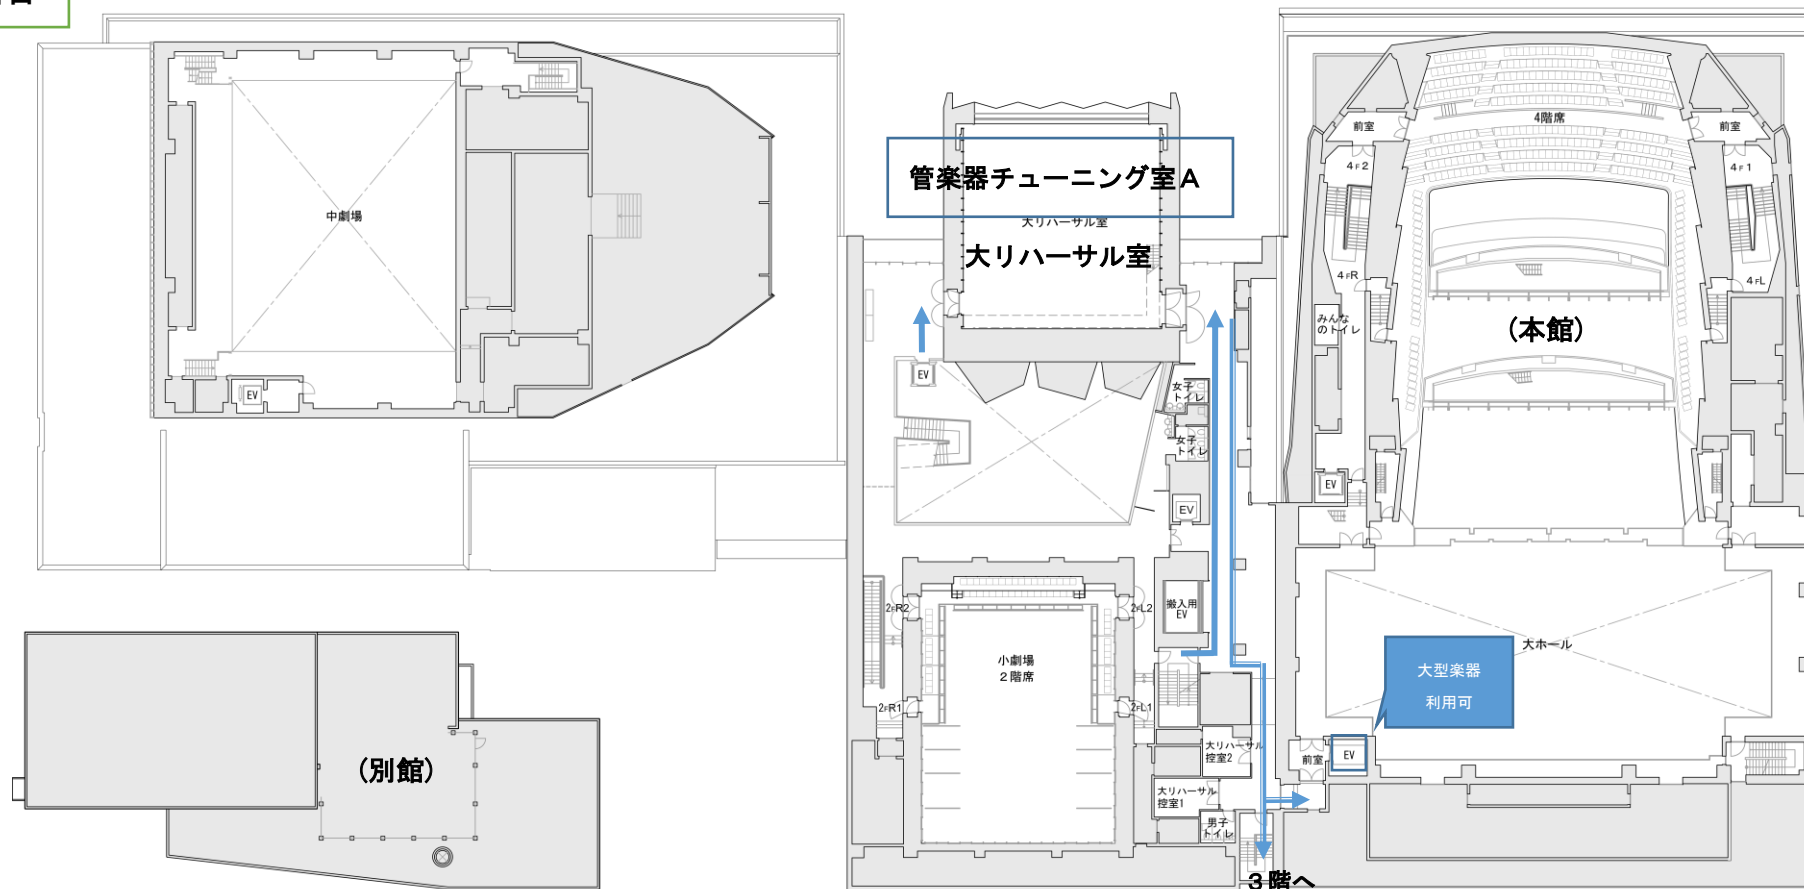 4階席
前室
前室
4F2
4F1
管楽器チューニング室A
中劇場
大リハーサル室
大リハーサル室
4FR
4FL
みんな
のトイレ
(本館)
EV
EV
女子
トイレ
女子
トイレ
EV
EV
2FR2
2FL2
搬入用
EV
小劇場
2階席
大ホール
大型楽器
利用可
2FR1
2FL1
大リハーサル
控室2
前室
EV
(別館)
大リハーサル
控室1
男子
トイレ
3階へ